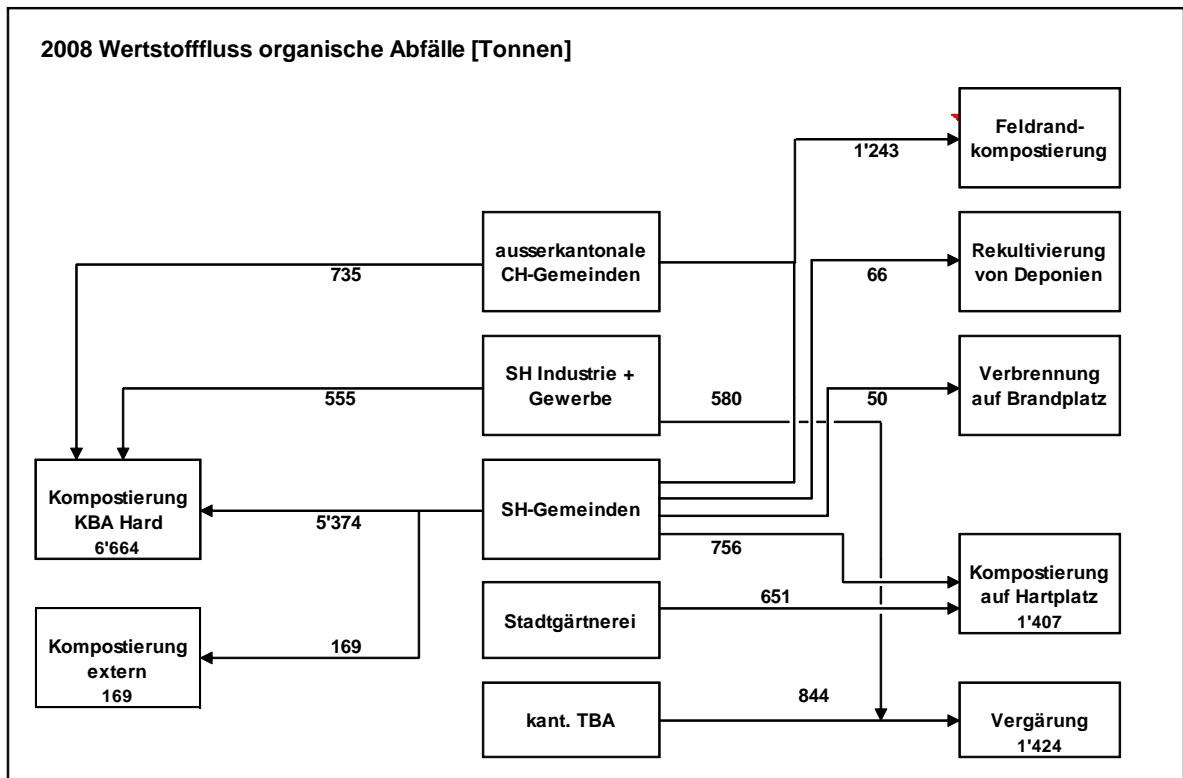 2008 Wertstofffluss organische Abfälle [Tonnen]
Feldrand-
kompostierung
1'243
ausserkantonale
CH-Gemeinden
Rekultivierung
von Deponien
735
66
SH Industrie +
Gewerbe
Verbrennung
auf Brandplatz
555
580
50
Kompostierung
KBA Hard
6'664
SH-Gemeinden
5'374
756
Kompostierung
auf Hartplatz
1'407
651
Stadtgärtnerei
Kompostierung
extern
169
169
844
kant. TBA
Vergärung
1'424